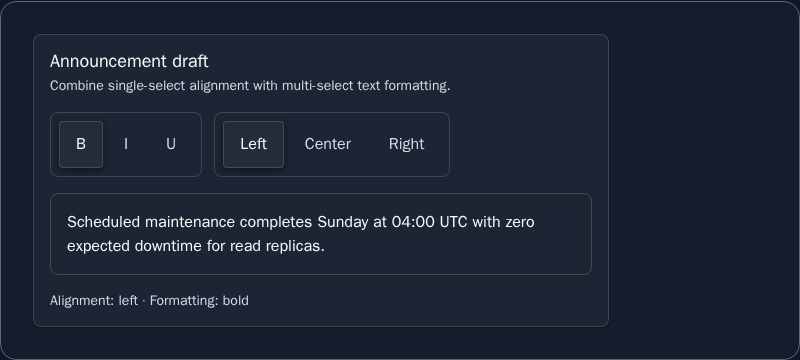 Announcement draft
Combine single-select alignment with multi-select text formatting.
B I U Left Center Right
Scheduled maintenance completes Sunday at 04:00 UTC with zero
expected downtime for read replicas.
Alignment: left · Formatting: bold